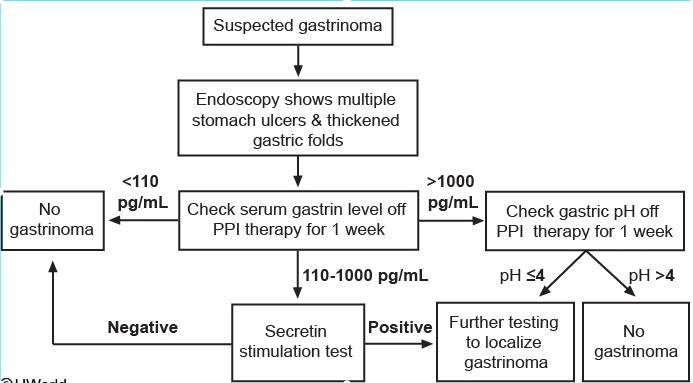 Suspected gastrinoma
Endoscopy shows multiple
stomach ulcers & thickened
gastric folds
<110
pg/mL
>1000
pg/mL
No
gastrinoma
Check serum gastrin level off
PPI therapy for 1 week
Check gastric pH off
PPI therapy for 1 week
110-1000 pg/mL
pH ≤4
pH >4
Negative
Secretin
stimulation test
Positive
Further testing
to localize
gastrinoma
No
gastrinoma